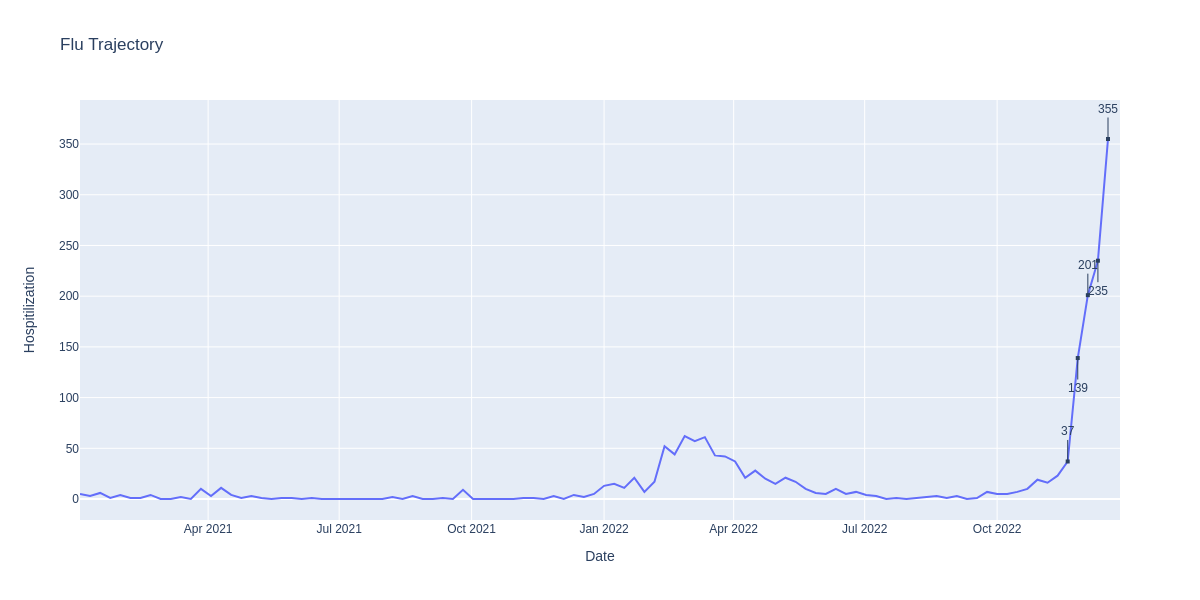 Flu Trajectory
355
350
300
250
201
235
200
150
139
100
37
50
0
Hospitilization
Apr 2021
Jul 2021
Oct 2021
Jan 2022
Apr 2022
Jul 2022
Oct 2022
Date